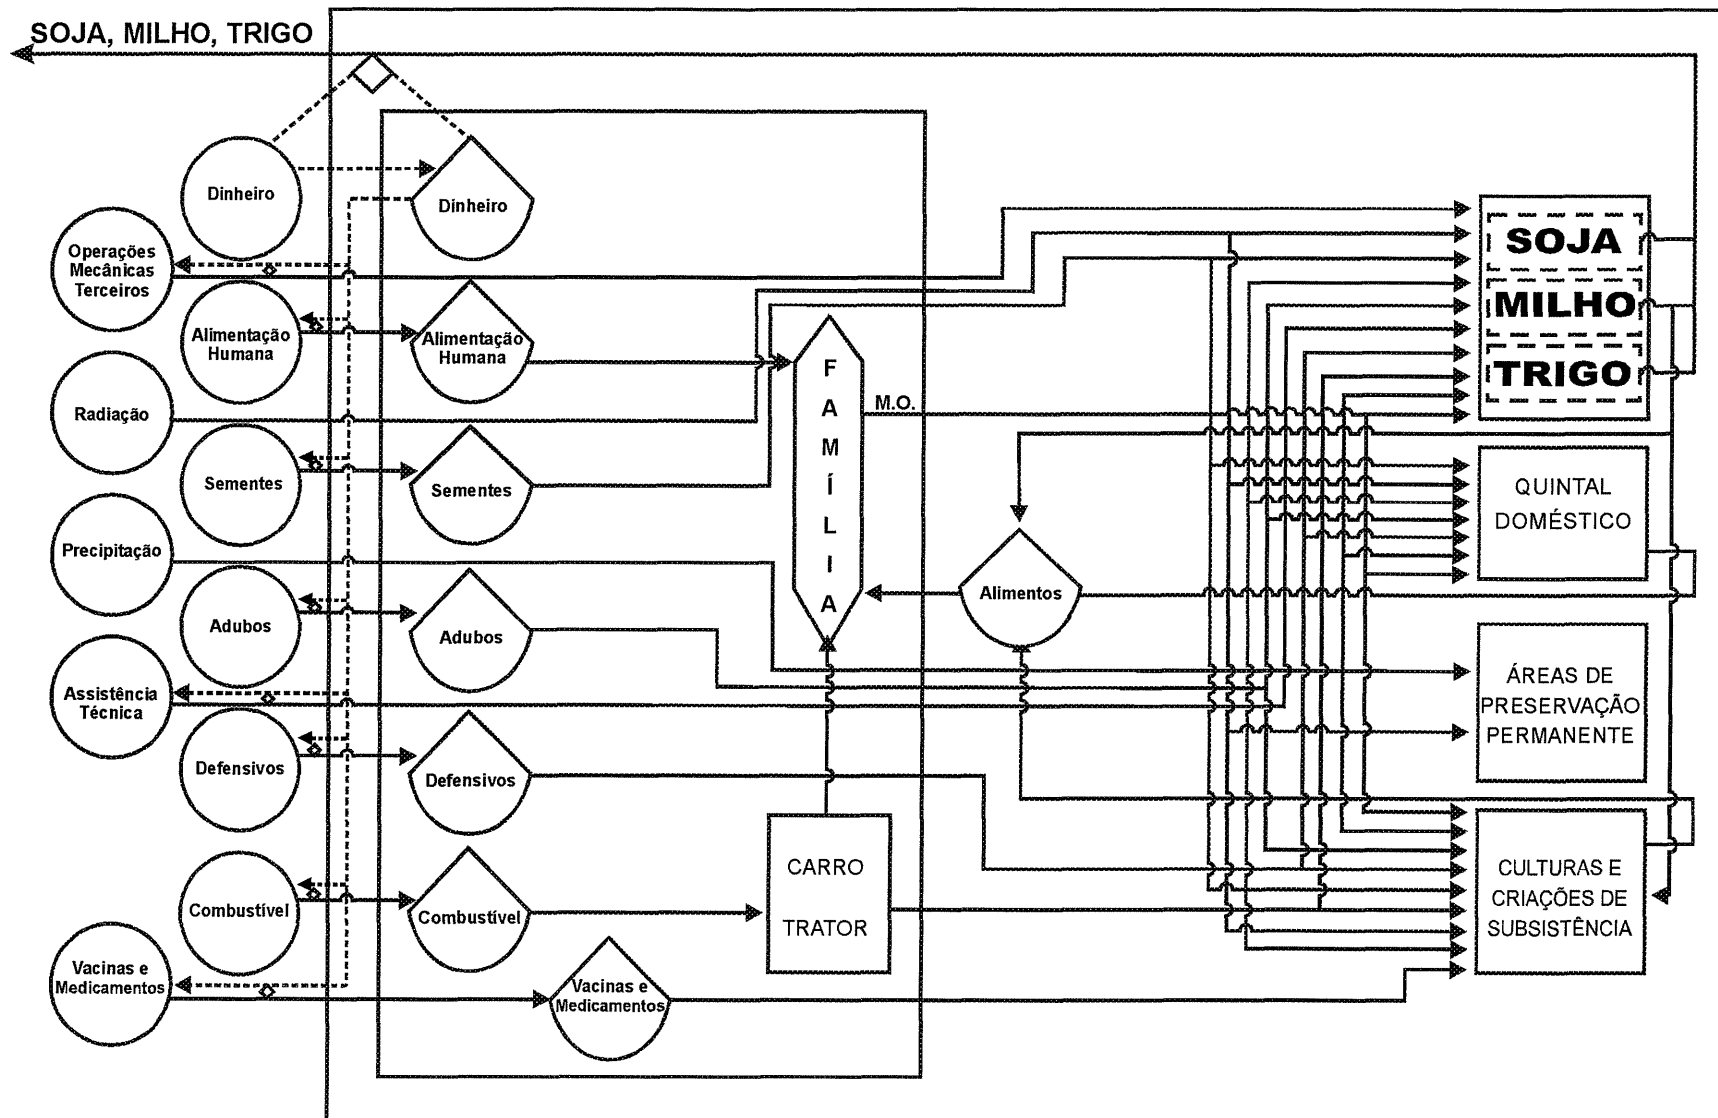 SOJA, MILHO, TRIGO
Dinheiro
Dinheiro
Operações
Mecânicas
Terceiros
Alimentação
Humana
Alimentação
Humana
Radiação
Sementes
Sementes
Precipitação
Adubos
Adubos
Assistência
Técnica
Defensivos
Defensivos
Combustível
Combustível
Vacinas e
Medicamentos
Vacinas e
Medicamentos
F
A
M
Í
L
I
A
M.O.
CARRO
TRATOR
Alimentos
SOJA
MILHO
TRIGO
QUINTAL
DOMÉSTICO
ÁREAS DE
PRESERVAÇÃO
PERMANENTE
CULTURAS E
CRIAÇÕES DE
SUBSISTÊNCIA